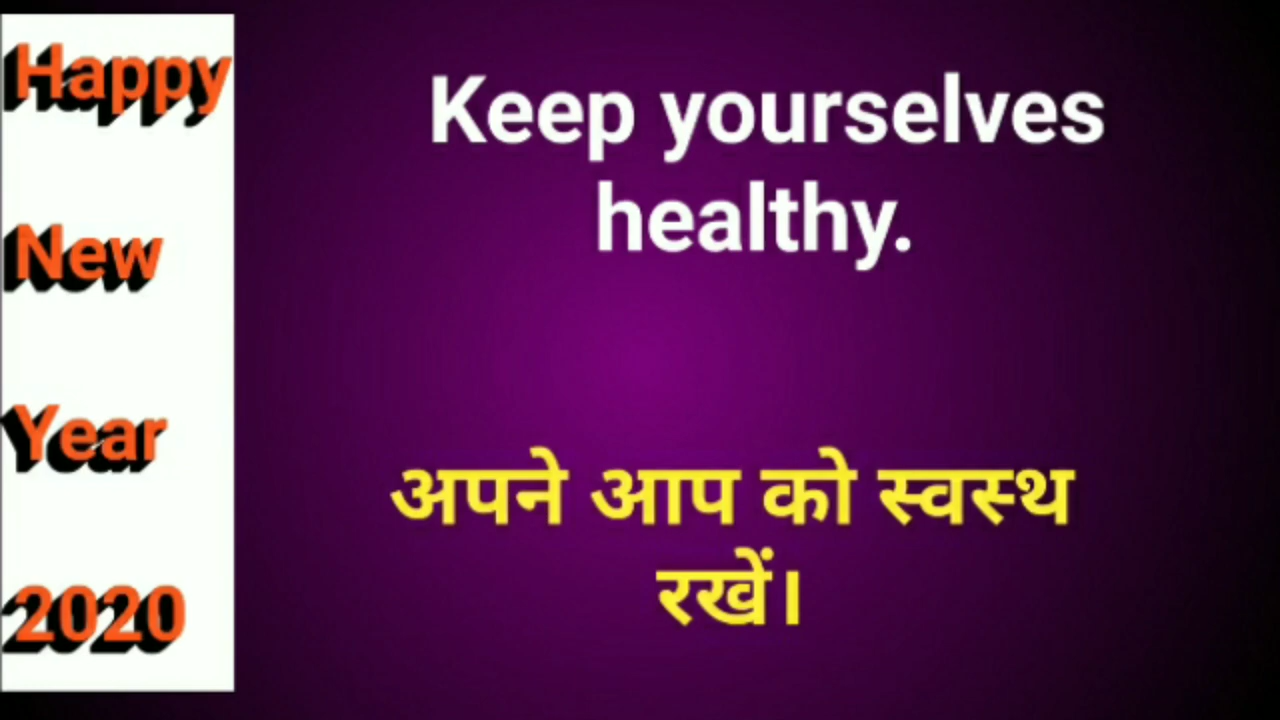 Happy
New
Year
2020
Keep yourselves
healthy.
अपने आप को स्वस्थ
रखें।